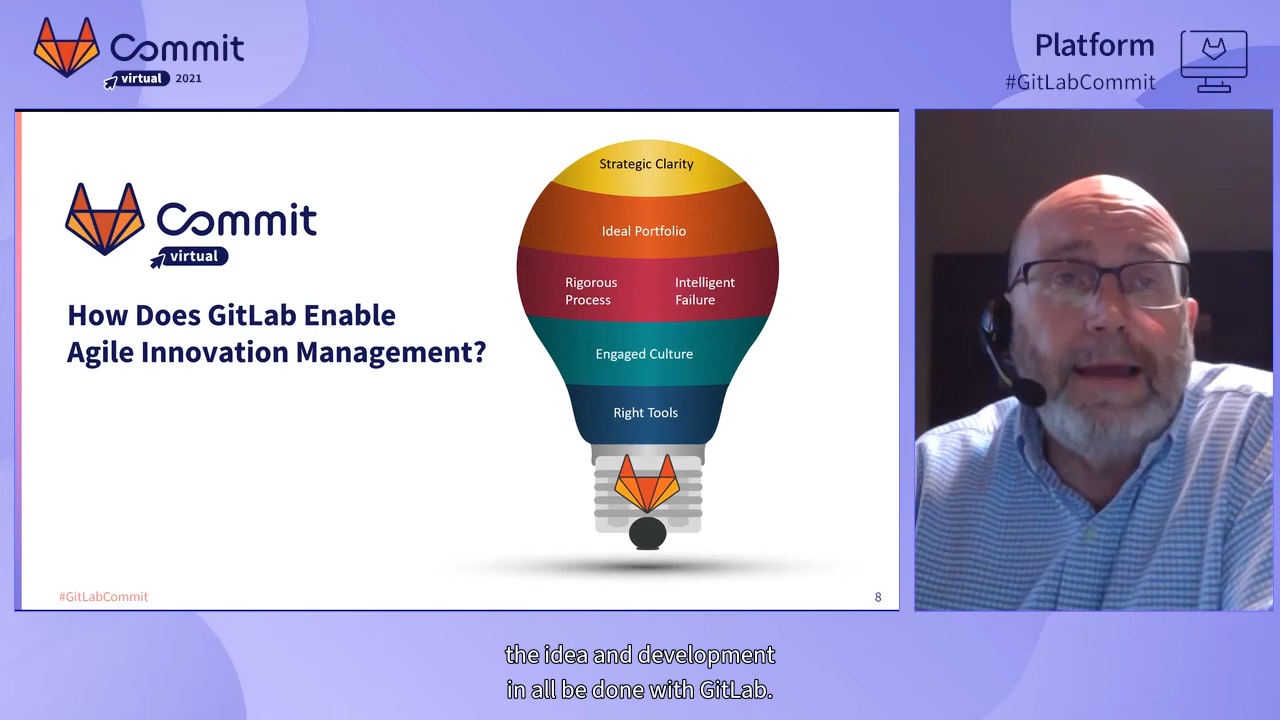 Commit
virtual 2021
Platform
#GitLabCommit
Commit
virtual
How Does GitLab Enable
Agile Innovation Management?
Strategic Clarity
Ideal Portfolio
Rigorous
Process
Intelligent
Failure
Engaged Culture
Right Tools
#GitLabCommit
8
the idea and development
in all be done with GitLab.